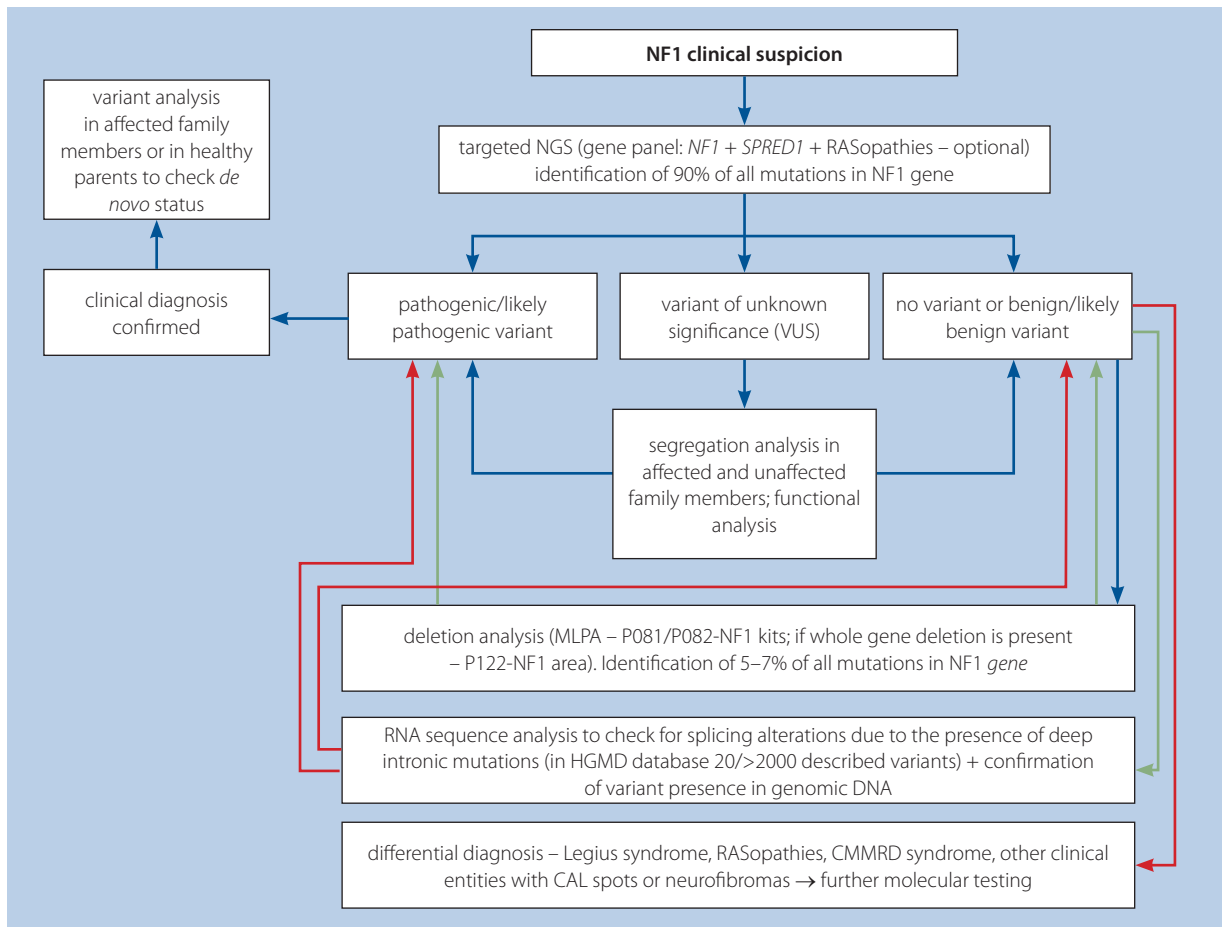 NF1 clinical suspicion
variant analysis
in affected family
members or in healthy
parents to check de
novo status
targeted NGS (gene panel: NF1 + SPRED1 + RASopathies – optional)
identification of 90% of all mutations in NF1 gene
clinical diagnosis
confirmed
pathogenic/likely
pathogenic variant
variant of unknown
significance (VUS)
no variant or benign/likely
benign variant
segregation analysis in
affected and unaffected
family members; functional
analysis
deletion analysis (MLPA – P081/P082-NF1 kits; if whole gene deletion is present
– P122-NF1 area). Identification of 5–7% of all mutations in NF1 gene
RNA sequence analysis to check for splicing alterations due to the presence of deep
intronic mutations (in HGMD database 20/>2000 described variants) + confirmation
of variant presence in genomic DNA
differential diagnosis – Legius syndrome, RASopathies, CMMRD syndrome, other clinical
entities with CAL spots or neurofibromas → further molecular testing